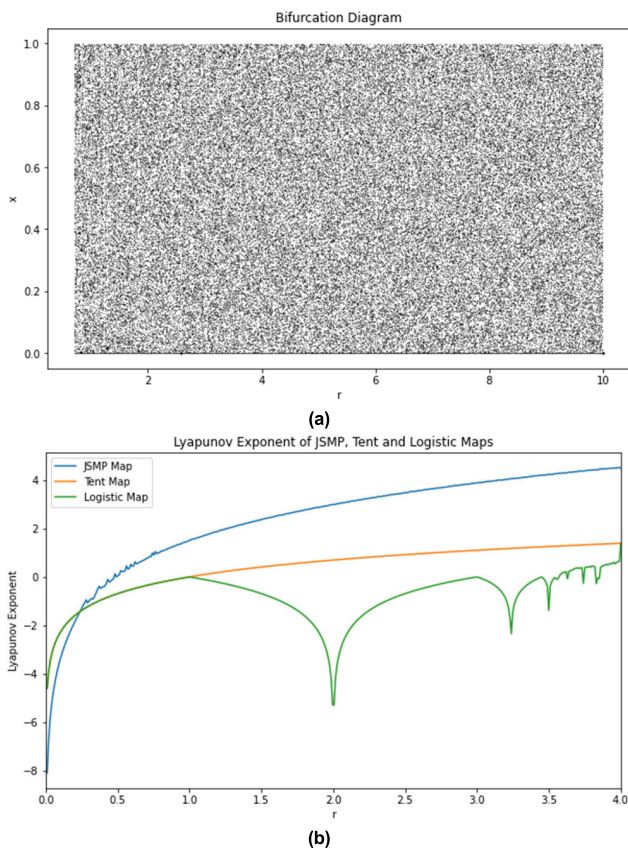 Bifurcation Diagram
1.0
0.8
0.6
0.4
0.2
0.0
x
2
4
6
8
10
r
(a)
Lyapunov Exponent of JSMP, Tent and Logistic Maps
JSMP Map
Tent Map
Logistic Map
4
2
0
−2
−4
−6
−8
Lyapunov Exponent
0.0
0.5
1.0
1.5
2.0
2.5
3.0
3.5
4.0
r
(b)